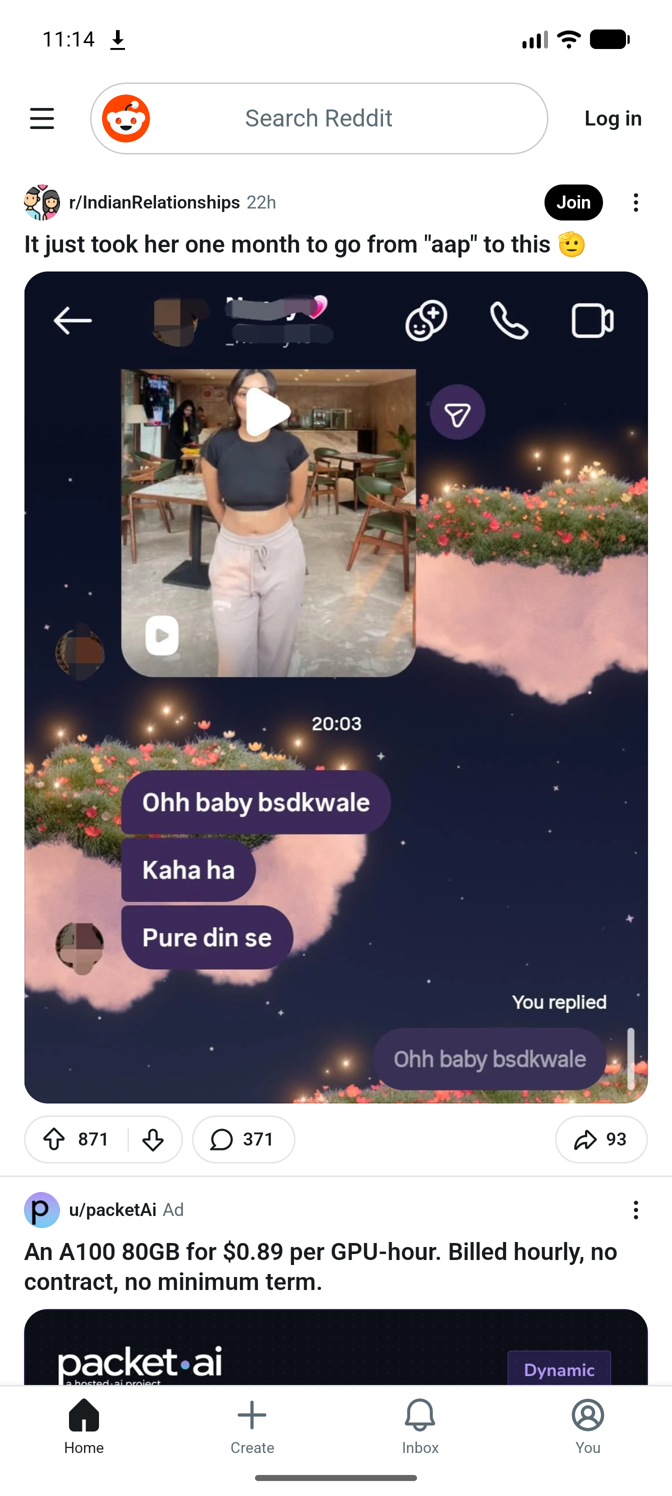 11:14
Search Reddit
Log in
r/IndianRelationships 22h
Join
It just took her one month to go from "aap" to this 🫡
20:03
Ohh baby bsdkwale
Kaha ha
Pure din se
You replied
Ohh baby bsdkwale
871
371
93
u/packetAi Ad
An A100 80GB for $0.89 per GPU-hour. Billed hourly, no
contract, no minimum term.
packet·ai
a hosted·ai project
Dynamic
Home
Create
Inbox
You